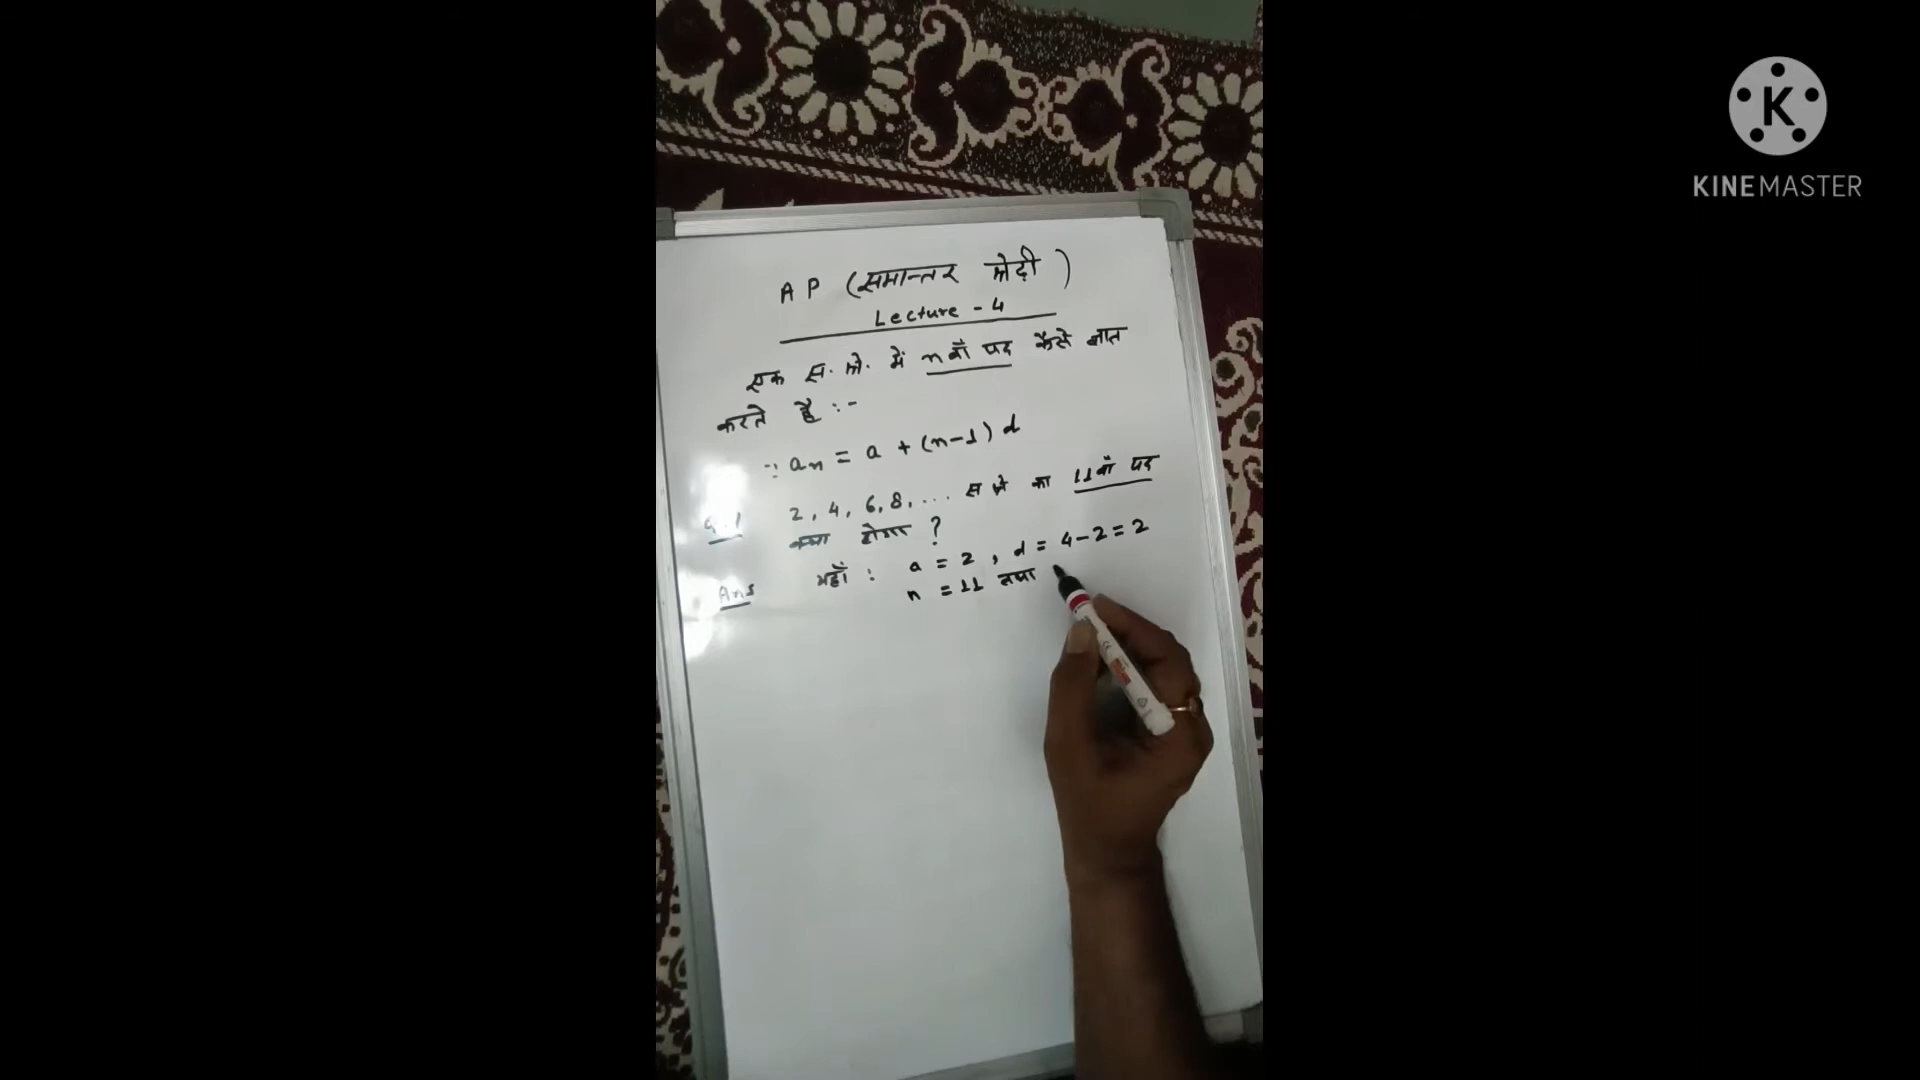 AP (समान्तर श्रेढ़ी)
Lecture - 4
एक स. श्रे. में nवाँ पद कैसे ज्ञात
करते है :-
∵ an = a + (n-1) d
Q.1 2, 4, 6, 8, ... स श्रे का 11वाँ पद
क्या होगा ?
Ans यहाँ : a = 2, d = 4-2 = 2
n = 11 तथा
K
KINEMASTER